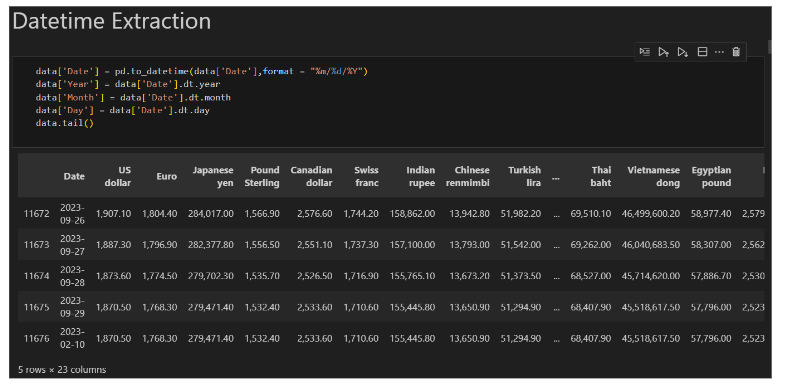 Datetime Extraction
data['Date'] = pd.to_datetime(data['Date'],format = "%m/%d/%Y")
data['Year'] = data['Date'].dt.year
data['Month'] = data['Date'].dt.month
data['Day'] = data['Date'].dt.day
data.tail()
Date US dollar Euro Japanese yen Pound Sterling Canadian dollar Swiss franc Indian rupee Chinese renmimbi Turkish lira ... Thai baht Vietnamese dong Egyptian pound
11672 2023-09-26 1,907.10 1,804.40 284,017.00 1,566.90 2,576.60 1,744.20 158,862.00 13,942.80 51,982.20 ... 69,510.10 46,499,600.20 58,977.40 2,579
11673 2023-09-27 1,887.30 1,796.90 282,377.80 1,556.50 2,551.10 1,737.30 157,100.00 13,793.00 51,542.00 ... 69,262.00 46,040,683.50 58,307.00 2,562
11674 2023-09-28 1,873.60 1,774.50 279,702.30 1,535.70 2,526.50 1,716.90 155,765.10 13,673.20 51,373.50 ... 68,527.00 45,714,620.00 57,886.70 2,530
11675 2023-09-29 1,870.50 1,768.30 279,471.40 1,532.40 2,533.60 1,710.60 155,445.80 13,650.90 51,294.90 ... 68,407.90 45,518,617.50 57,796.00 2,523
11676 2023-02-10 1,870.50 1,768.30 279,471.40 1,532.40 2,533.60 1,710.60 155,445.80 13,650.90 51,294.90 ... 68,407.90 45,518,617.50 57,796.00 2,523
5 rows × 23 columns